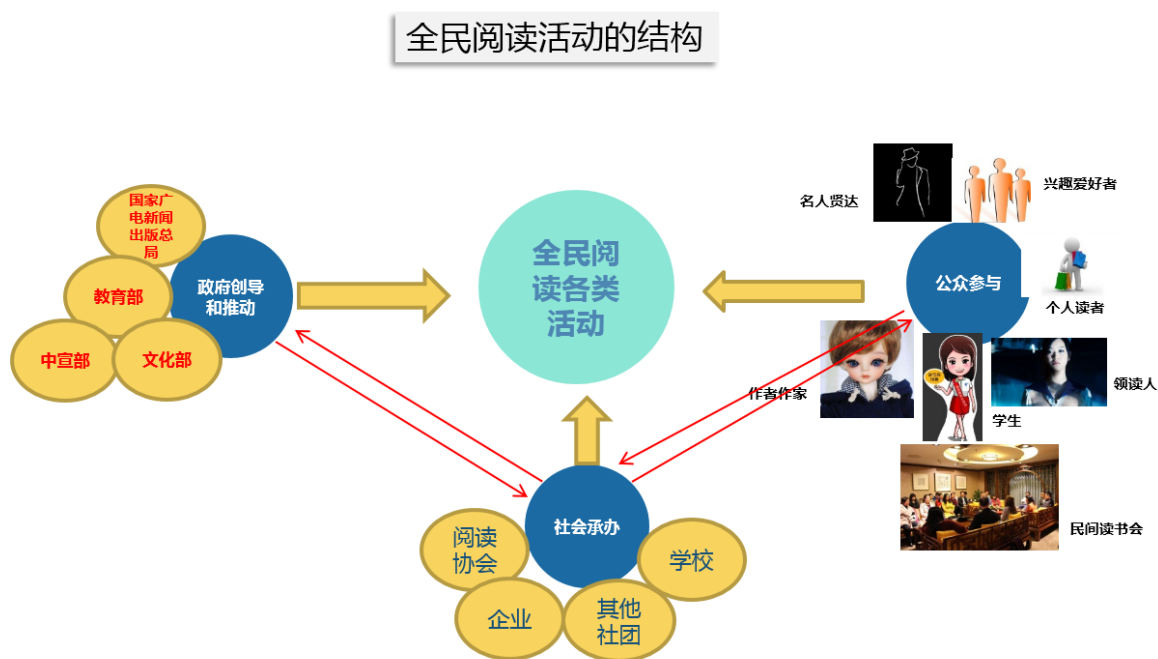 全民阅读活动的结构
国家广
电新闻
出版总
局
教育部
中宣部
文化部
政府创导
和推动
全民阅
读各类
活动
名人贤达
兴趣爱好者
公众参与
个人读者
作者作家
学生
领读人
民间读书会
社会承办
阅读
协会
企业
其他
社团
学校